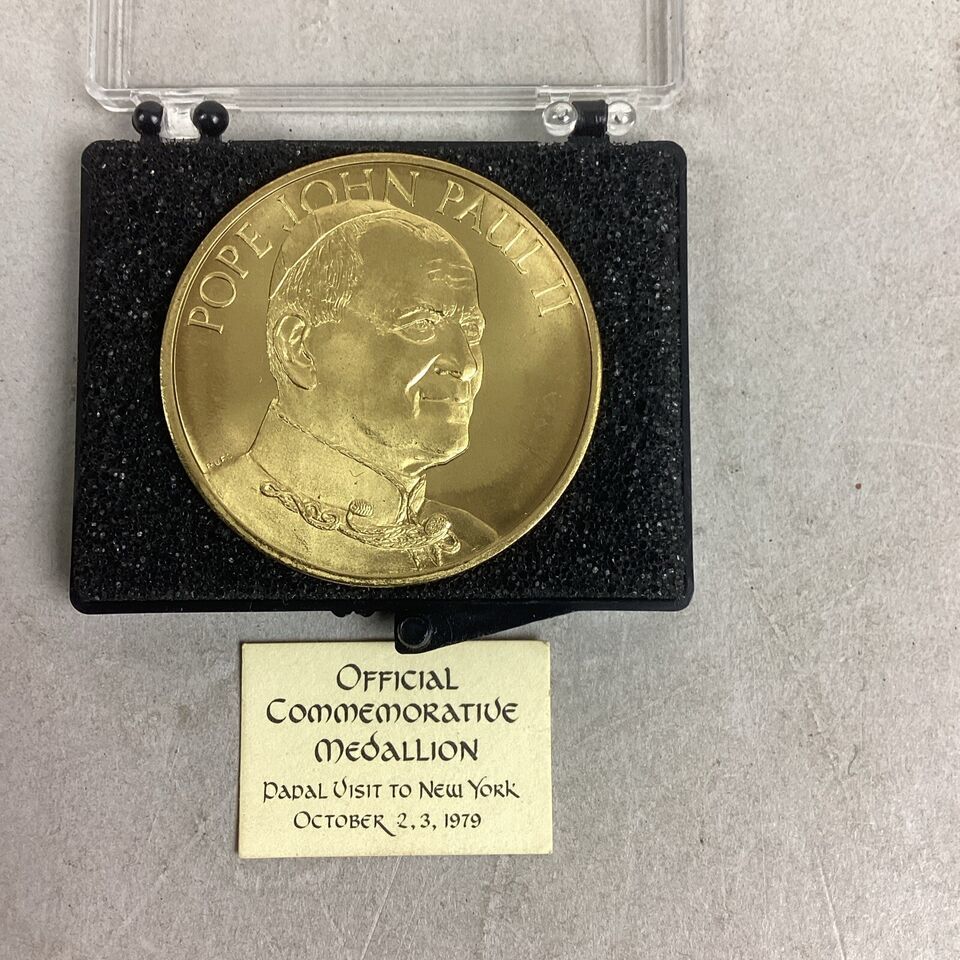 POPE JOHN PAUL II
OFFICIAL
COMMEMORATIVE
MEDALLION
PAPAL VISIT TO NEW YORK
OCTOBER 2, 3, 1979